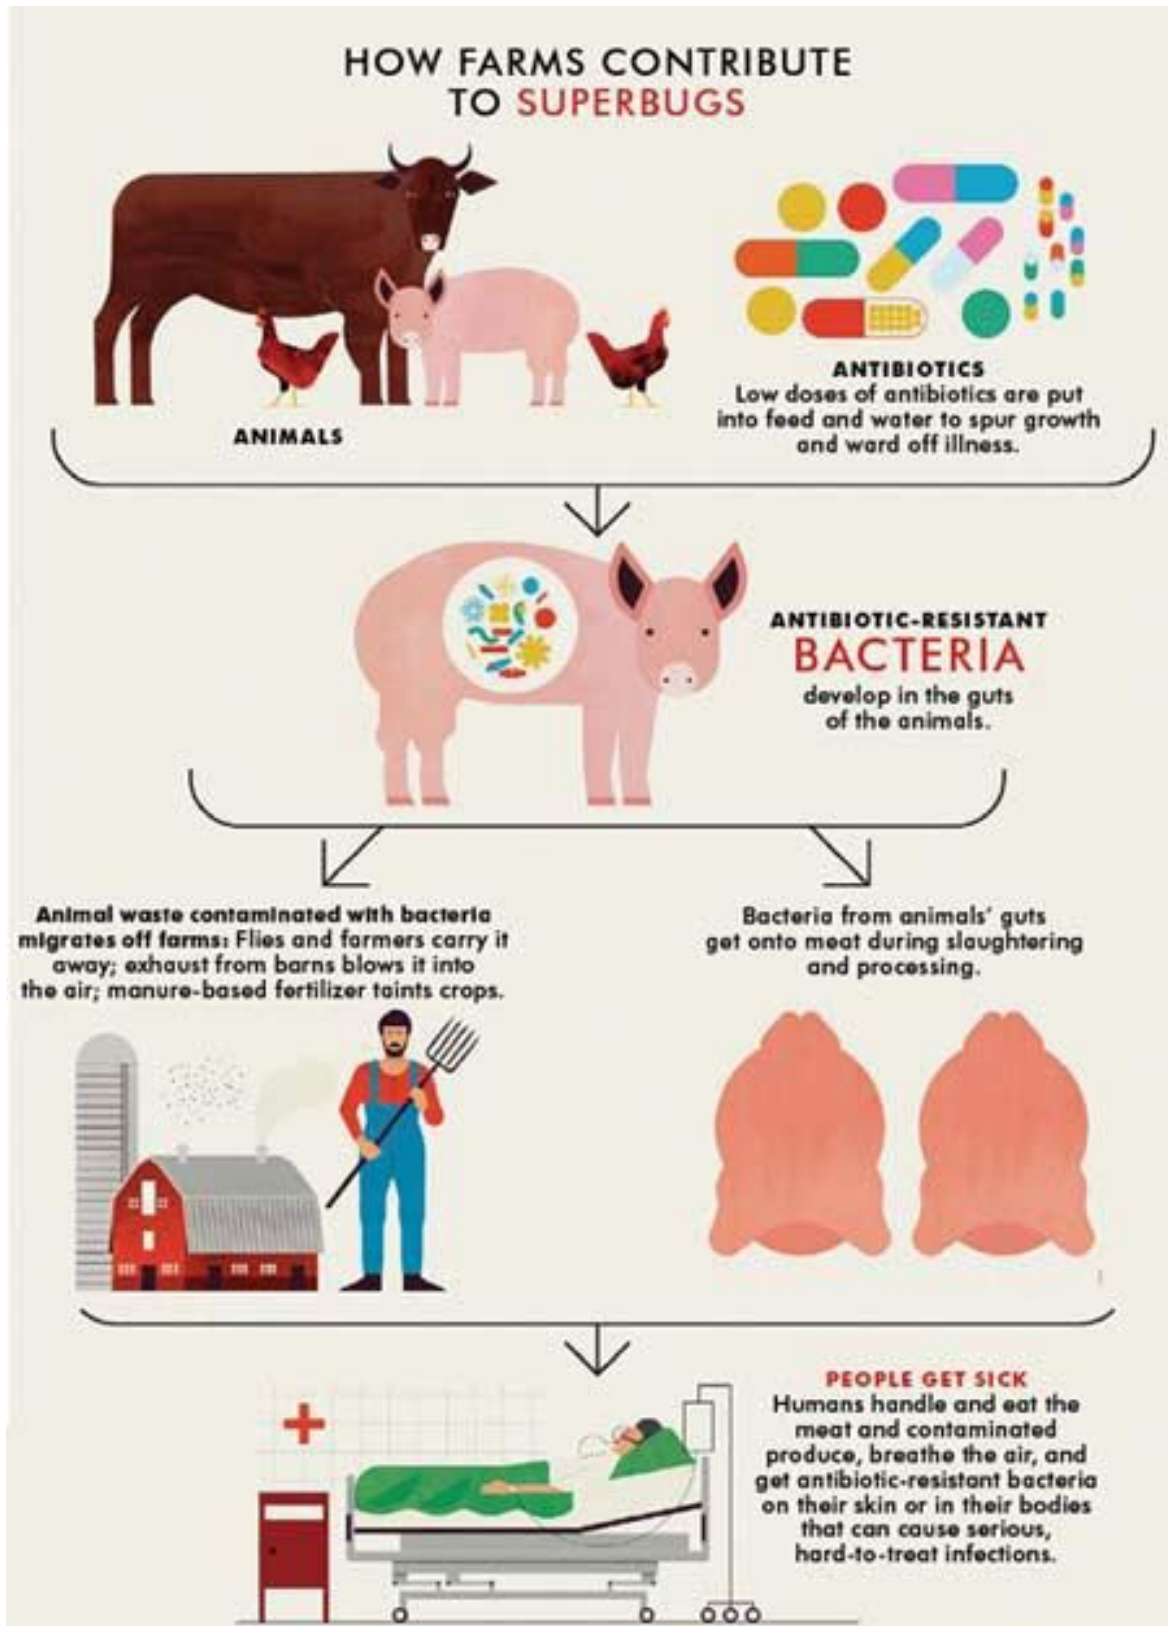 HOW FARMS CONTRIBUTE
TO SUPERBUGS
ANIMALS
ANTIBIOTICS
Low doses of antibiotics are put
into feed and water to spur growth
and ward off illness.
ANTIBIOTIC-RESISTANT
BACTERIA
develop in the guts
of the animals.
Animal waste contaminated with bacteria
migrates off farms: Flies and farmers carry it
away; exhaust from barns blows it into
the air; manure-based fertilizer taints crops.
Bacteria from animals’ guts
get onto meat during slaughtering
and processing.
PEOPLE GET SICK
Humans handle and eat the
meat and contaminated
produce, breathe the air, and
get antibiotic-resistant bacteria
on their skin or in their bodies
that can cause serious,
hard-to-treat infections.